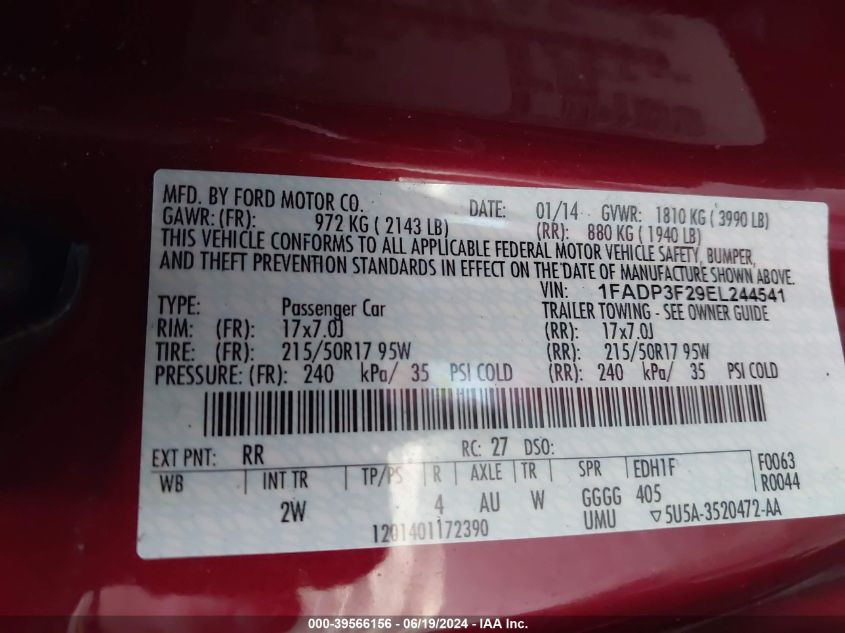 MFD. BY FORD MOTOR CO. DATE: 01/14 GVWR: 1810 KG ( 3990 LB)
GAWR: (FR): 972 KG ( 2143 LB) (RR): 880 KG ( 1940 LB)
THIS VEHICLE CONFORMS TO ALL APPLICABLE FEDERAL MOTOR VEHICLE SAFETY, BUMPER,
AND THEFT PREVENTION STANDARDS IN EFFECT ON THE DATE OF MANUFACTURE SHOWN ABOVE.
VIN: 1FADP3F29EL244541
TYPE: Passenger Car TRAILER TOWING - SEE OWNER GUIDE
RIM: (FR): 17x7.0J (RR): 17x7.0J
TIRE: (FR): 215/50R17 95W (RR): 215/50R17 95W
PRESSURE: (FR): 240 kPa/ 35 PSI COLD (RR): 240 kPa/ 35 PSI COLD
EXT PNT: RR RC: 27 DSO: F0063
WB | INT TR | TP/PS | R | AXLE | TR | SPR | EDH1F R0044
2W 4 AU W GGGG 405
1201401172390 UMU ▽5U5A-3520472-AA
000-39566156 - 06/19/2024 - IAA Inc.